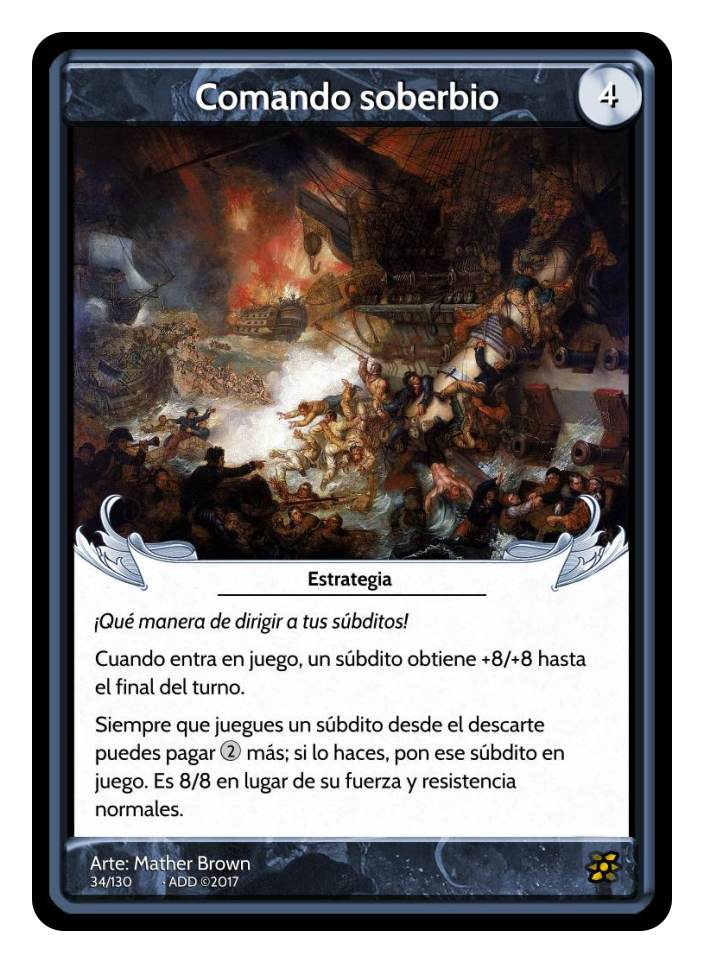 Comando soberbio
4
Estrategia
¡Qué manera de dirigir a tus súbditos!
Cuando entra en juego, un súbdito obtiene +8/+8 hasta
el final del turno.
Siempre que juegues un súbdito desde el descarte
puedes pagar 2 más; si lo haces, pon ese súbdito en
juego. Es 8/8 en lugar de su fuerza y resistencia
normales.
Arte: Mather Brown
34/130 · ADD ©2017